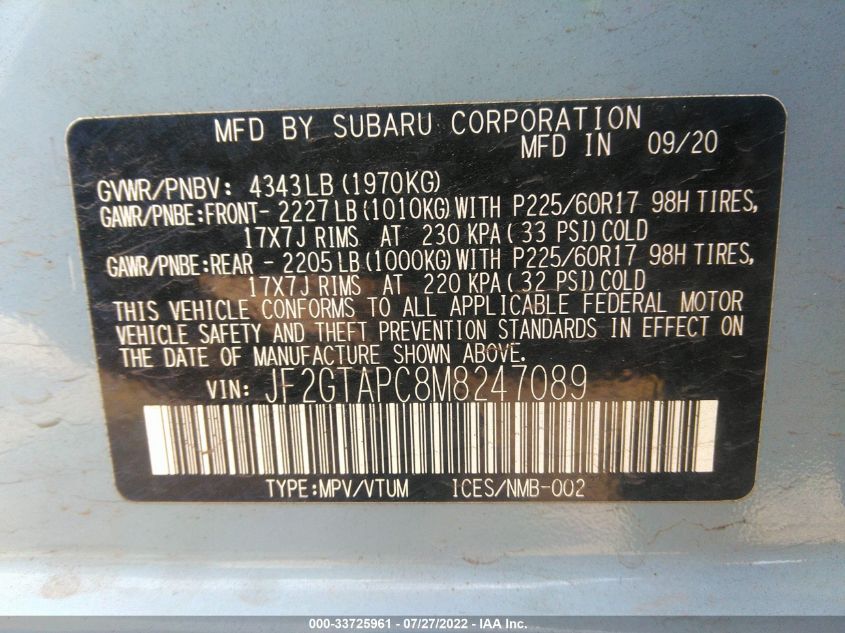 MFD BY SUBARU CORPORATION
MFD IN 09/20
GVWR/PNBV: 4343LB (1970KG)
GAWR/PNBE:FRONT- 2227 LB (1010KG) WITH P225/60R17 98H TIRES,
17X7J RIMS AT 230 KPA ( 33 PSI) COLD
GAWR/PNBE:REAR - 2205 LB (1000KG) WITH P225/60R17 98H TIRES,
17X7J RIMS AT 220 KPA ( 32 PSI) COLD
THIS VEHICLE CONFORMS TO ALL APPLICABLE FEDERAL MOTOR
VEHICLE SAFETY AND THEFT PREVENTION STANDARDS IN EFFECT ON
THE DATE OF MANUFACTURE SHOWN ABOVE.
VIN: JF2GTAPC8M8247089
TYPE:MPV/VTUM ICES/NMB-002
000-33725961 - 07/27/2022 - IAA Inc.